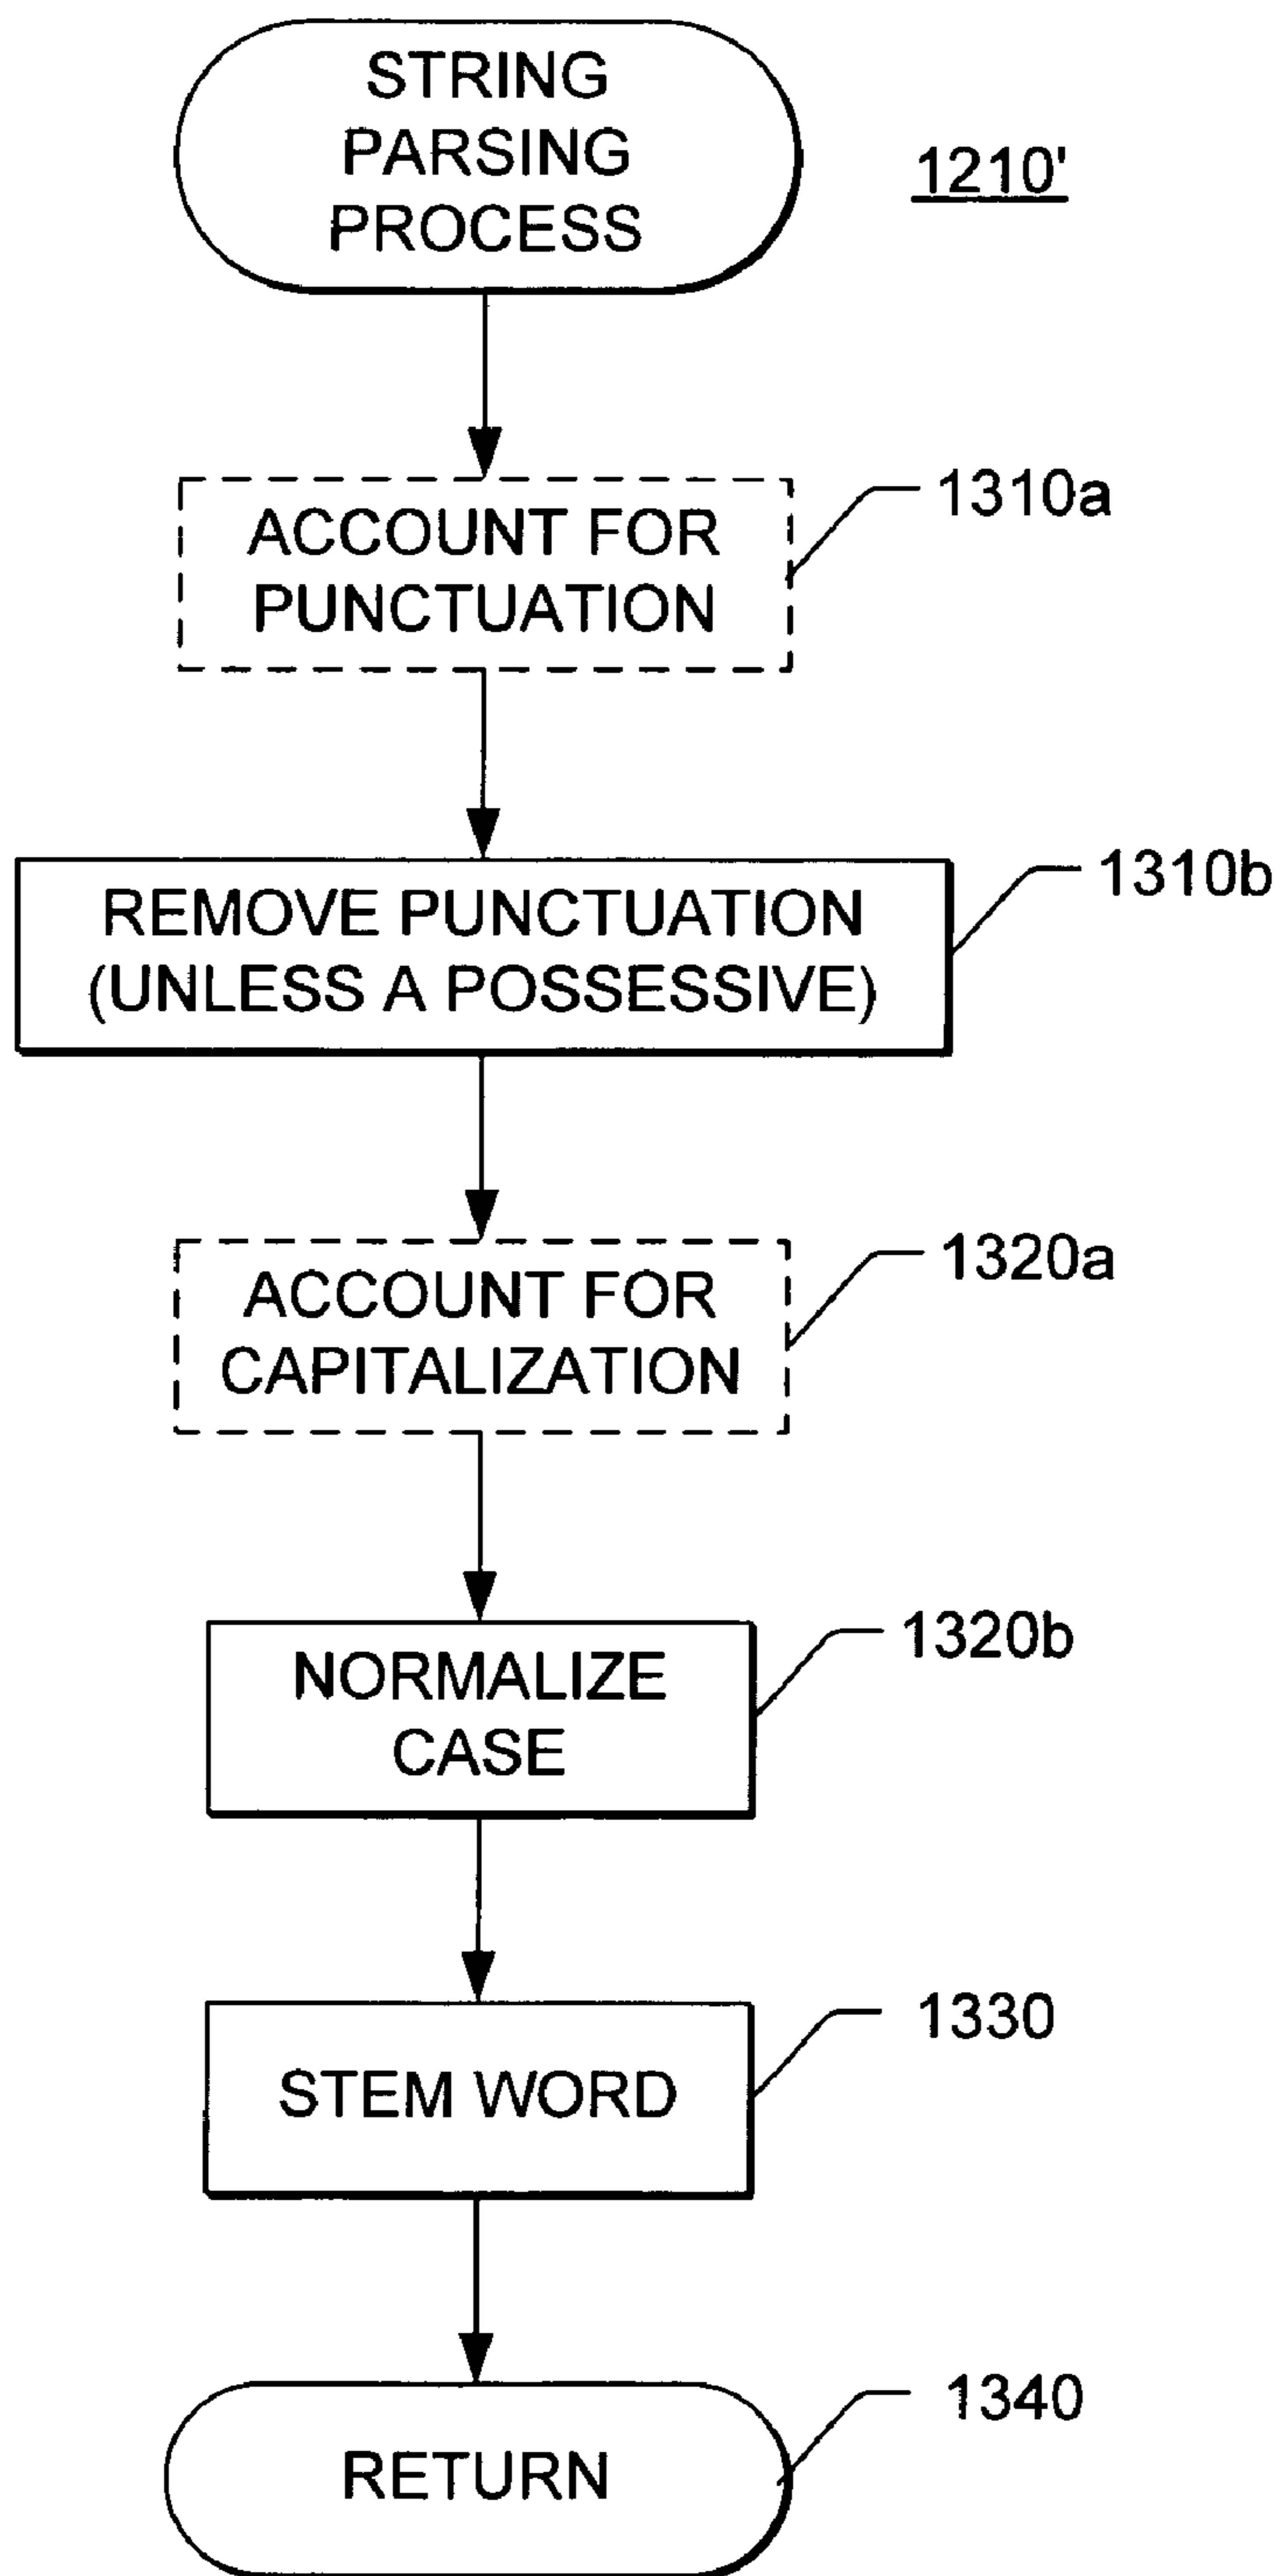 STRING
PARSING
PROCESS
1210'
ACCOUNT FOR
PUNCTUATION
1310a
REMOVE PUNCTUATION
(UNLESS A POSSESSIVE)
1310b
ACCOUNT FOR
CAPITALIZATION
1320a
NORMALIZE
CASE
1320b
STEM WORD
1330
RETURN
1340